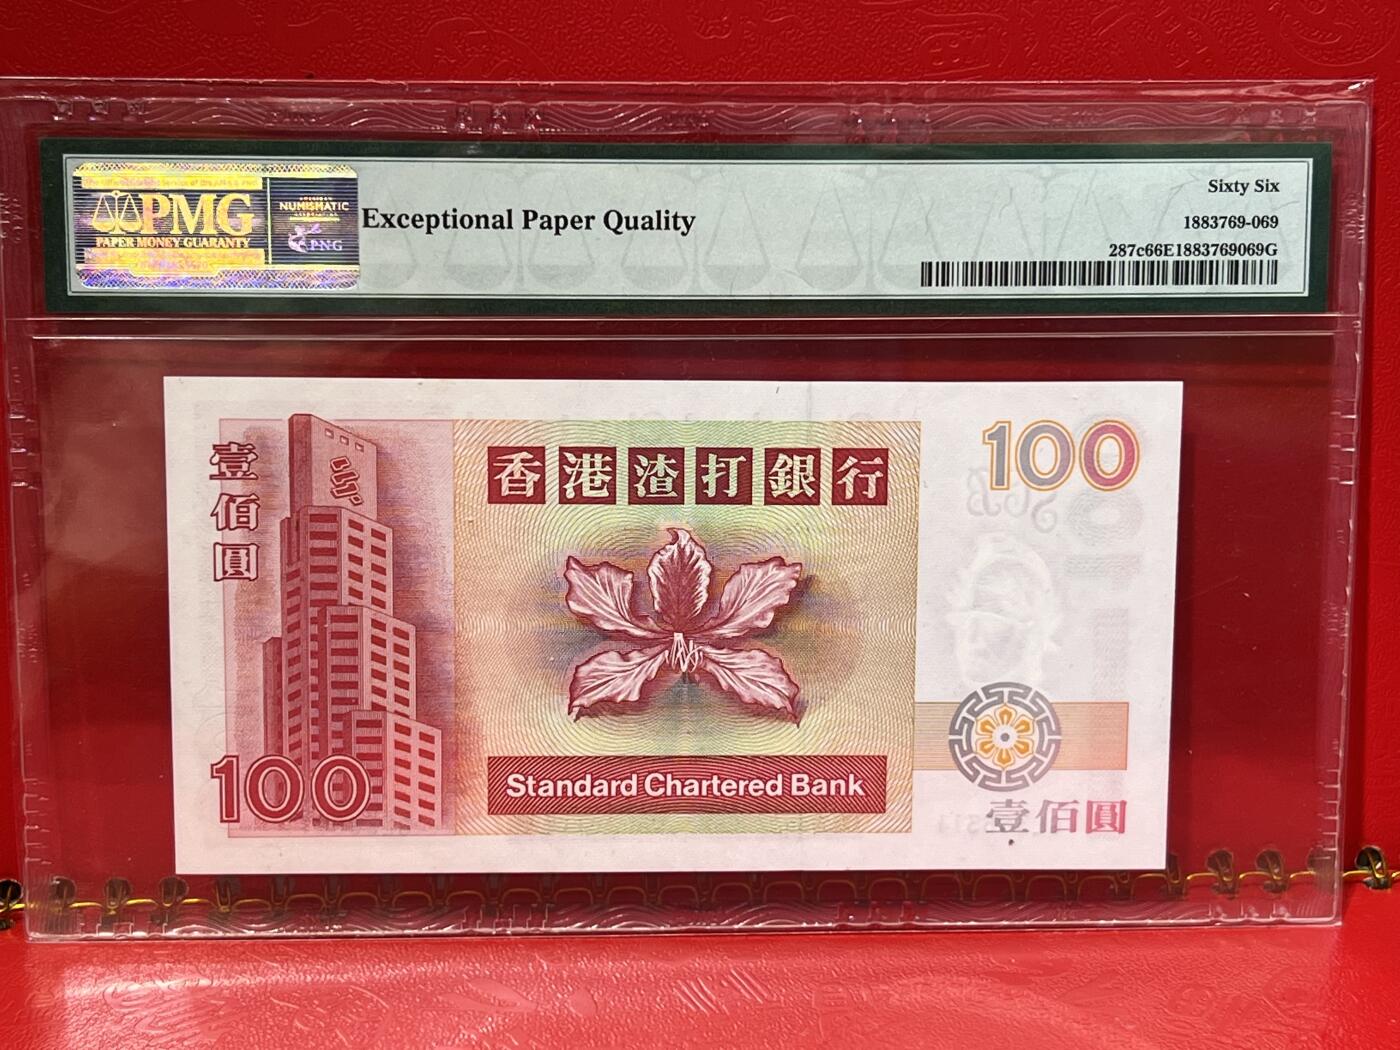 PMG
PAPER MONEY GUARANTY
NUMISMATIC
PNG
Exceptional Paper Quality
Sixty Six
1883769-069
287c66E1883769069G
壹佰圓
香港渣打銀行
100
100
Standard Chartered Bank
壹佰圓